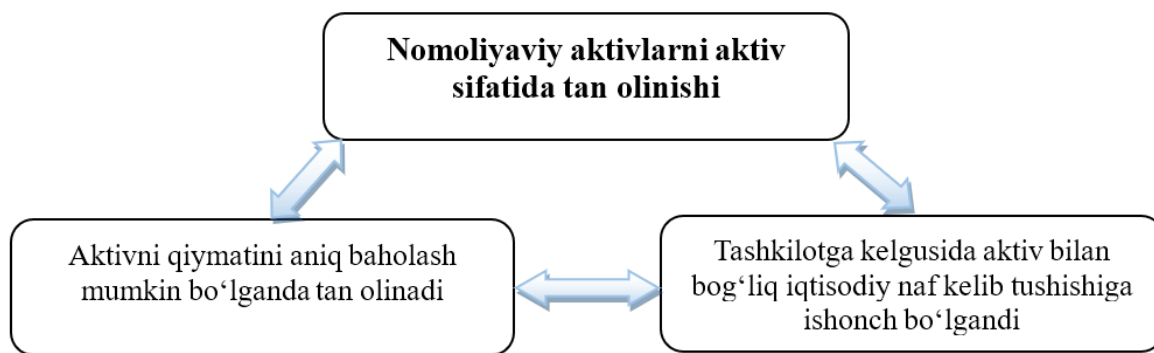 Nomoliyaviy aktivlarni aktiv
sifatida tan olinishi
Aktivni qiymatini aniq baholash
mumkin bo‘lganda tan olinadi
Tashkilotga kelgusida aktiv bilan
bog‘liq iqtisodiy naf kelib tushishiga
ishonch bo‘lgandi